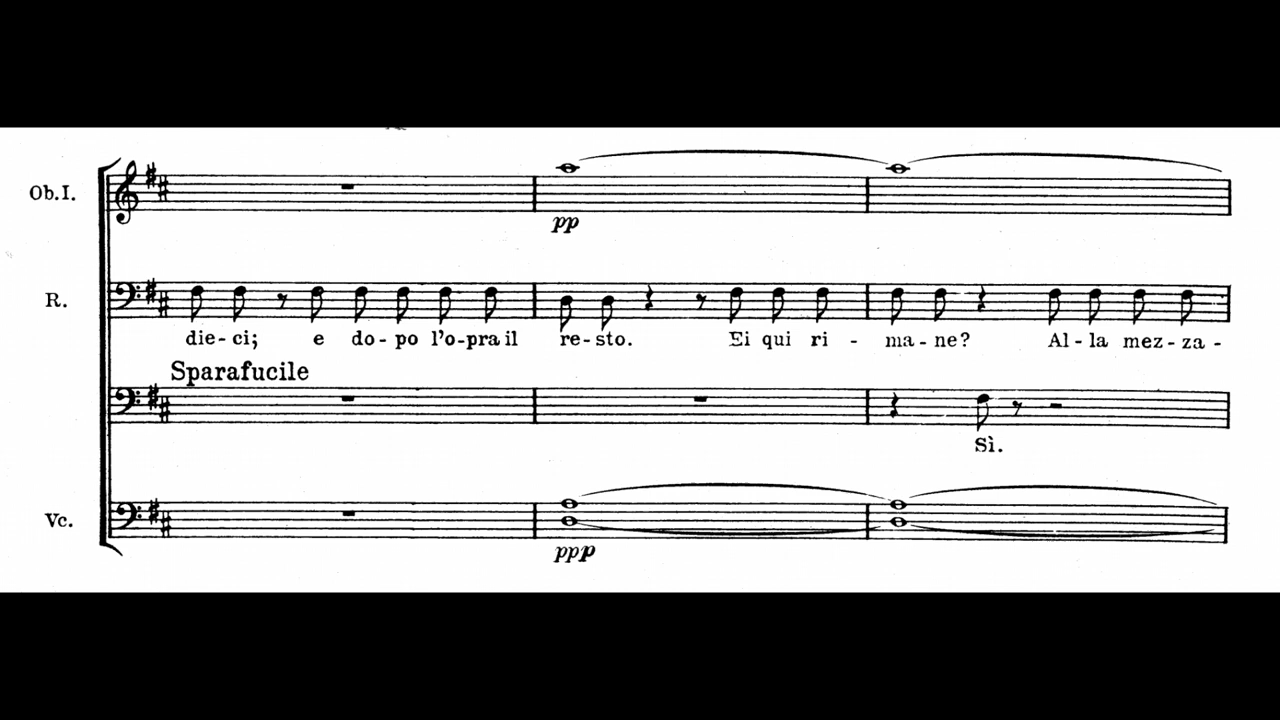 Ob.I.
pp
R.
die-ci; e do-po l'o-pra il re-sto. Ei qui ri - ma-ne? Al-la mez-za-
Sparafucile
Sì.
Vc.
ppp